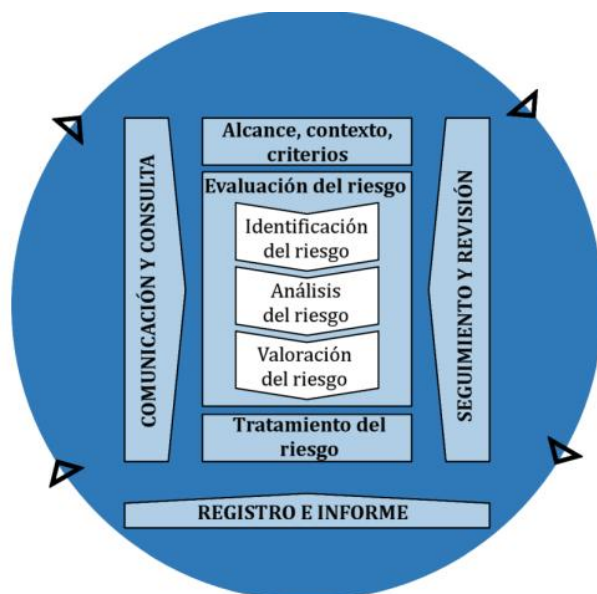 Alcance, contexto,
criterios
Evaluación del riesgo
Identificación
del riesgo
Análisis
del riesgo
Valoración
del riesgo
Tratamiento del
riesgo
COMUNICACIÓN Y CONSULTA
SEGUIMIENTO Y REVISIÓN
REGISTRO E INFORME